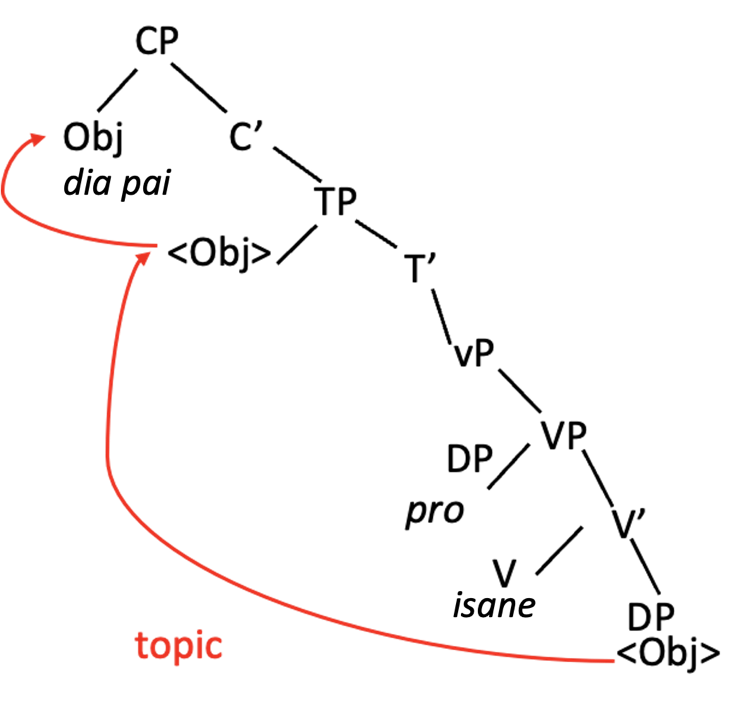 CP
Obj
C’
dia pai
TP
<Obj>
T’
vP
VP
DP
pro
V’
V
isane
DP
topic
<Obj>